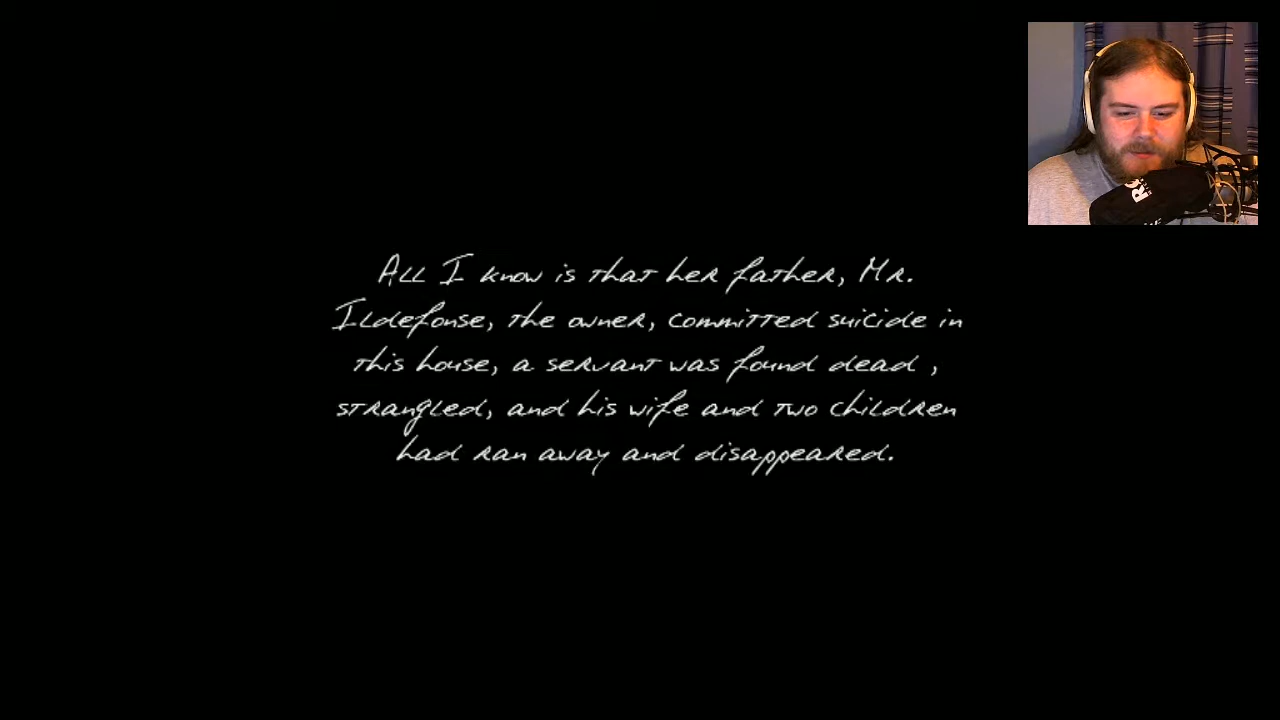 All I know is that her father, Mr.
Ildefonse, the owner, committed suicide in
this house, a servant was found dead ,
strangled, and his wife and two children
had ran away and disappeared.